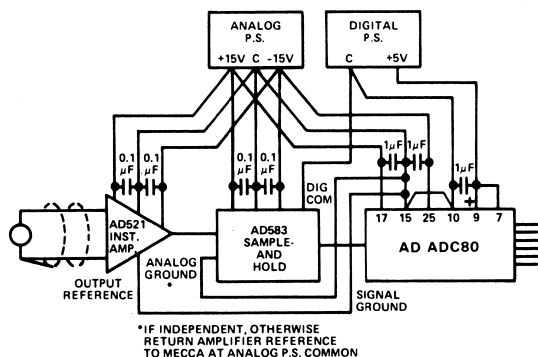 ANALOG
P.S.
+15V C -15V
DIGITAL
P.S.
C +5V
0.1
µF
0.1
µF
0.1
µF
0.1
µF
1µF
1µF
1µF
+
DIG
COM
17 15 25 10 9 7
AD521
INST.
AMP.
AD583
SAMPLE-
AND
HOLD
AD ADC80
ANALOG
GROUND
*
OUTPUT
REFERENCE
SIGNAL
GROUND
*IF INDEPENDENT, OTHERWISE
RETURN AMPLIFIER REFERENCE
TO MECCA AT ANALOG P.S. COMMON